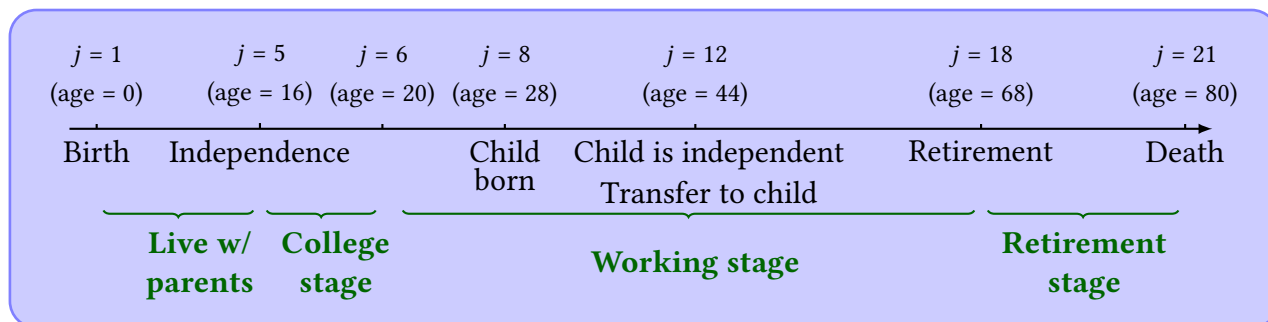 j = 1 j = 5 j = 6 j = 8 j = 12 j = 18 j = 21
(age = 0) (age = 16) (age = 20) (age = 28) (age = 44) (age = 68) (age = 80)
Birth Independence Child born Child is independent Retirement Death
Transfer to child
Live w/ parents College stage Working stage Retirement stage